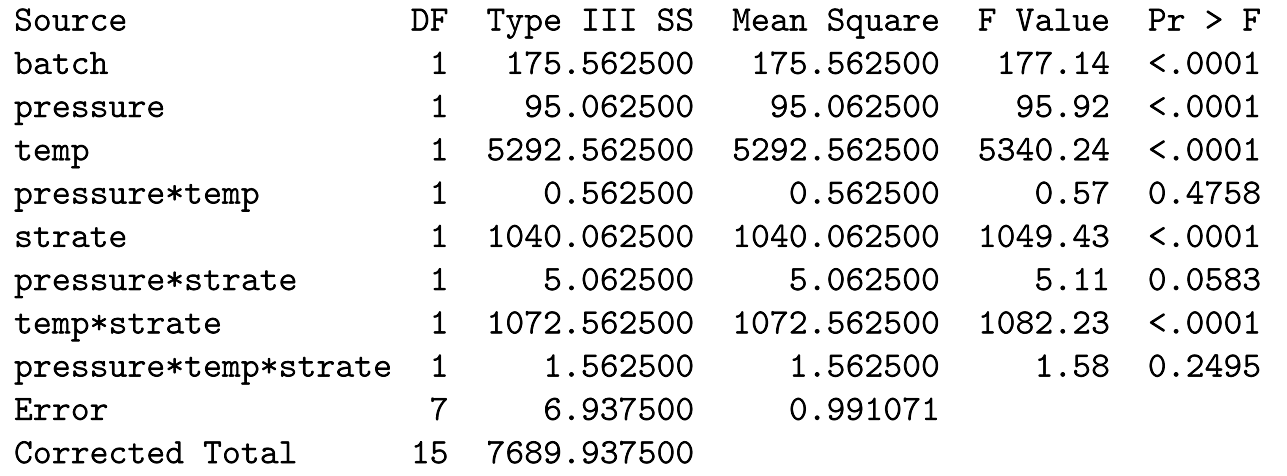 Source DF Type III SS Mean Square F Value Pr > F
batch 1 175.562500 175.562500 177.14 <.0001
pressure 1 95.062500 95.062500 95.92 <.0001
temp 1 5292.562500 5292.562500 5340.24 <.0001
pressure*temp 1 0.562500 0.562500 0.57 0.4758
strate 1 1040.062500 1040.062500 1049.43 <.0001
pressure*strate 1 5.062500 5.062500 5.11 0.0583
temp*strate 1 1072.562500 1072.562500 1082.23 <.0001
pressure*temp*strate 1 1.562500 1.562500 1.58 0.2495
Error 7 6.937500 0.991071
Corrected Total 15 7689.937500